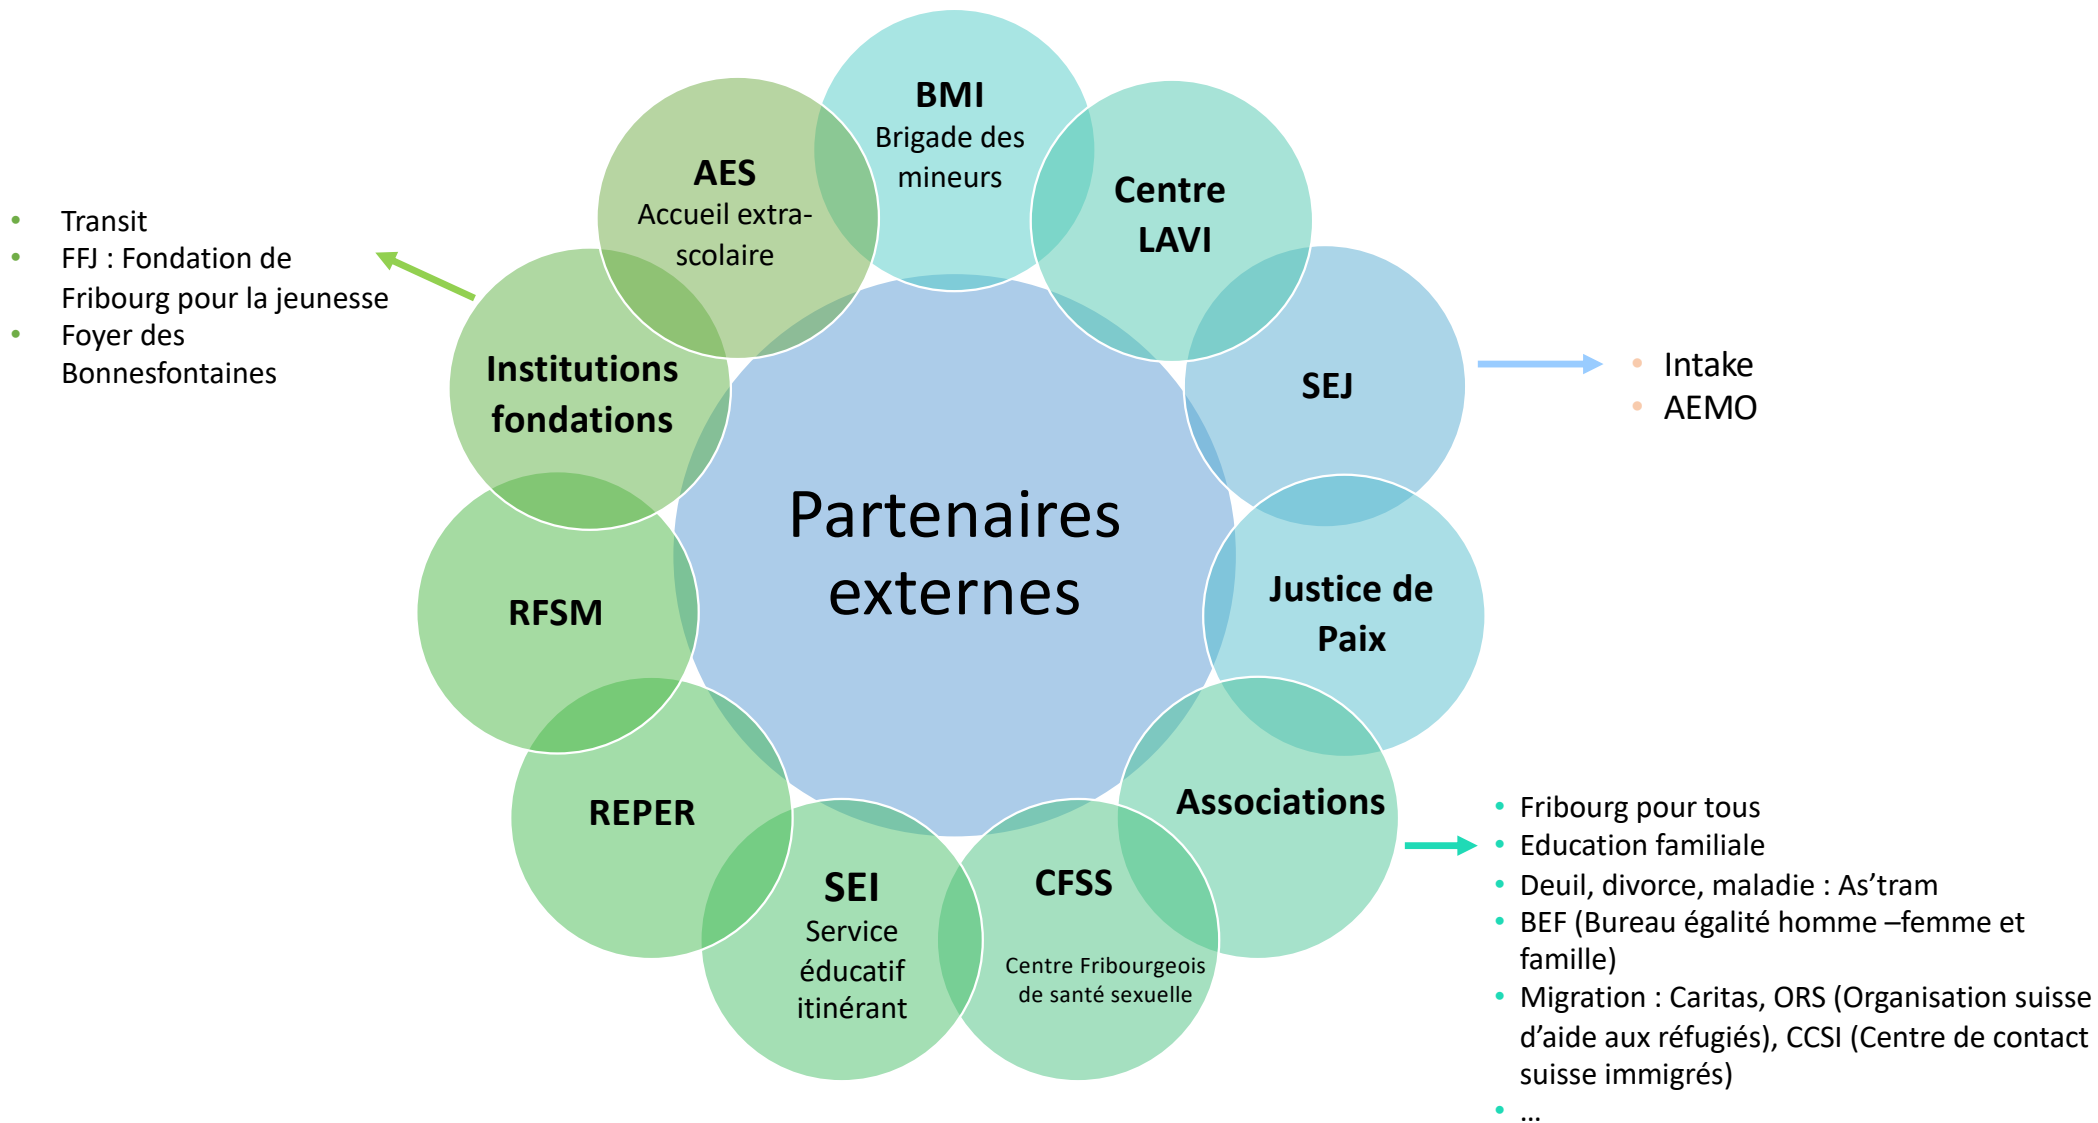 BMI
Brigade des
mineurs
Centre
LAVI
SEJ
• Intake
• AEMO
Justice de
Paix
Associations
• Fribourg pour tous
• Education familiale
• Deuil, divorce, maladie : As’tram
• BEF (Bureau égalité homme –femme et
famille)
• Migration : Caritas, ORS (Organisation suisse
d’aide aux réfugiés), CCSI (Centre de contact
suisse immigrés)
• …
CFSS
Centre Fribourgeois
de santé sexuelle
SEI
Service
éducatif
itinérant
REPER
RFSM
Institutions
fondations
• Transit
• FFJ : Fondation de
Fribourg pour la jeunesse
• Foyer des
Bonnesfontaines
AES
Accueil extra-
scolaire
Partenaires
externes